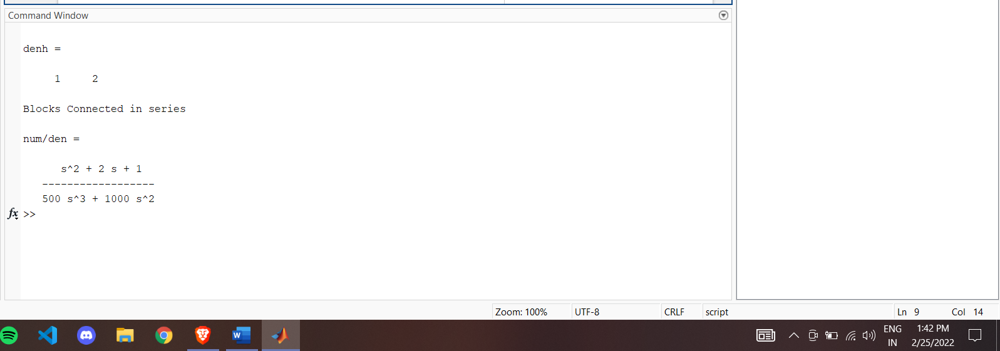 Command Window
denh =
1 2
Blocks Connected in series
num/den =
s^2 + 2 s + 1
------------------
500 s^3 + 1000 s^2
fx >>
Zoom: 100% UTF-8 CRLF script Ln 9 Col 14
ENG 1:42 PM
IN 2/25/2022